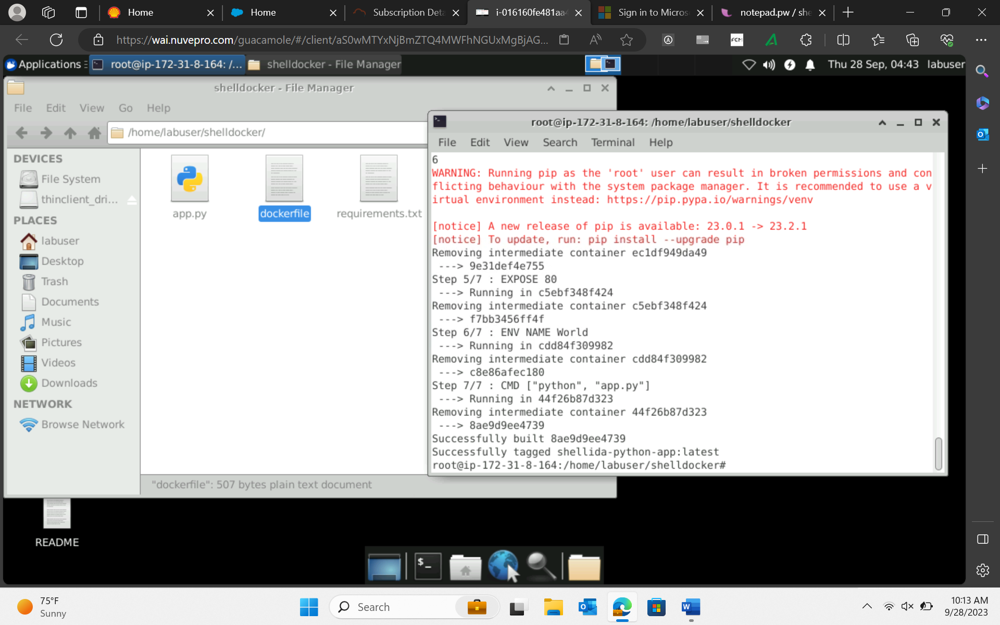 Home
Home
Subscription Deta
i-016160fe481aa4
Sign in to Micros
notepad.pw / she
https://wai.nuvepro.com/guacamole/#/client/aS0wMTYxNjBmZTQ4MWFhNGUxMgBjAG...
FCM
Applications
root@ip-172-31-8-164: /...
shelldocker - File Manager
Thu 28 Sep, 04:43
labuser
shelldocker - File Manager
File Edit View Go Help
/home/labuser/shelldocker/
DEVICES
File System
thinclient_dri...
PLACES
labuser
Desktop
Trash
Documents
Music
Pictures
Videos
Downloads
NETWORK
Browse Network
app.py
dockerfile
requirements.txt
"dockerfile": 507 bytes plain text document
root@ip-172-31-8-164: /home/labuser/shelldocker
File Edit View Search Terminal Help
6
WARNING: Running pip as the 'root' user can result in broken permissions and con
flicting behaviour with the system package manager. It is recommended to use a v
irtual environment instead: https://pip.pypa.io/warnings/venv
[notice] A new release of pip is available: 23.0.1 -> 23.2.1
[notice] To update, run: pip install --upgrade pip
Removing intermediate container ec1df949da49
---> 9e31def4e755
Step 5/7 : EXPOSE 80
---> Running in c5ebf348f424
Removing intermediate container c5ebf348f424
---> f7bb3456ff4f
Step 6/7 : ENV NAME World
---> Running in cdd84f309982
Removing intermediate container cdd84f309982
---> c8e86afec180
Step 7/7 : CMD ["python", "app.py"]
---> Running in 44f26b87d323
Removing intermediate container 44f26b87d323
---> 8ae9d9ee4739
Successfully built 8ae9d9ee4739
Successfully tagged shellida-python-app:latest
root@ip-172-31-8-164:/home/labuser/shelldocker#
README
75°F
Sunny
Search
10:13 AM
9/28/2023